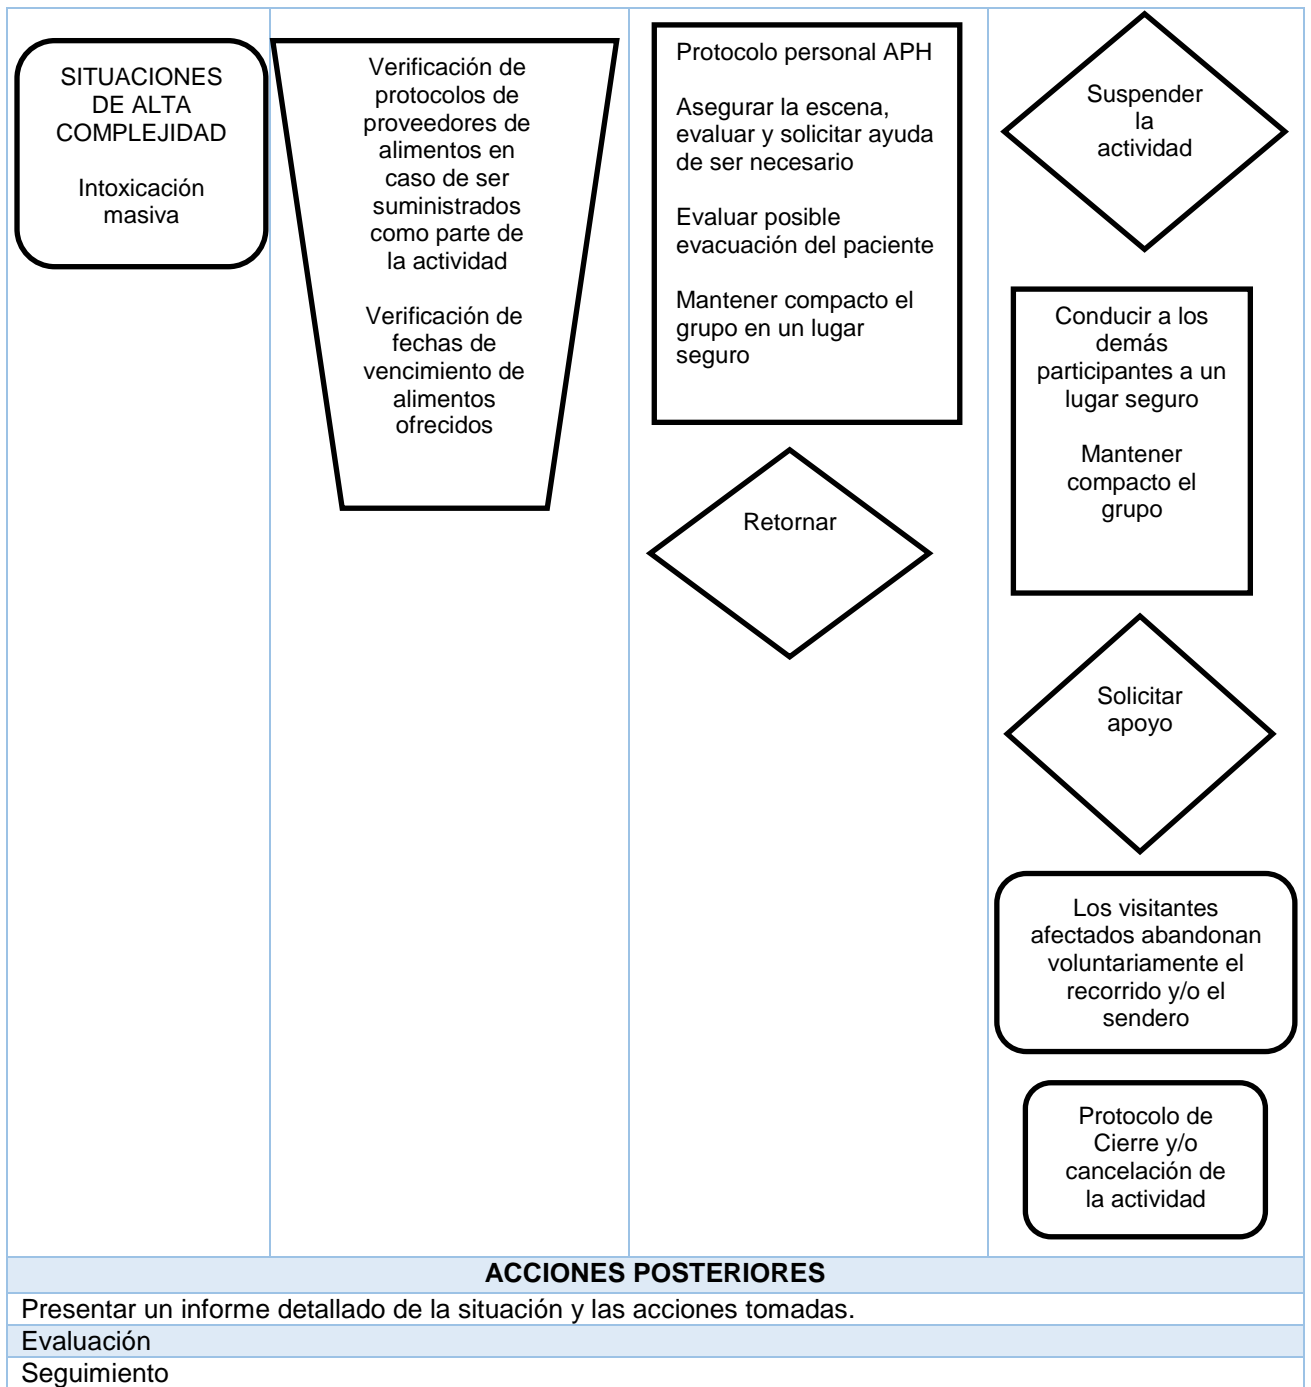 SITUACIONES
DE ALTA
COMPLEJIDAD
Intoxicación
masiva
Verificación de
protocolos de
proveedores de
alimentos en
caso de ser
suministrados
como parte de
la actividad
Verificación de
fechas de
vencimiento de
alimentos
ofrecidos
Protocolo personal APH
Asegurar la escena,
evaluar y solicitar ayuda
de ser necesario
Evaluar posible
evacuación del paciente
Mantener compacto el
grupo en un lugar
seguro
Retornar
Suspender
la
actividad
Conducir a los
demás
participantes a un
lugar seguro
Mantener
compacto el
grupo
Solicitar
apoyo
Los visitantes
afectados abandonan
voluntariamente el
recorrido y/o el
sendero
Protocolo de
Cierre y/o
cancelación de
la actividad
ACCIONES POSTERIORES
Presentar un informe detallado de la situación y las acciones tomadas.
Evaluación
Seguimiento